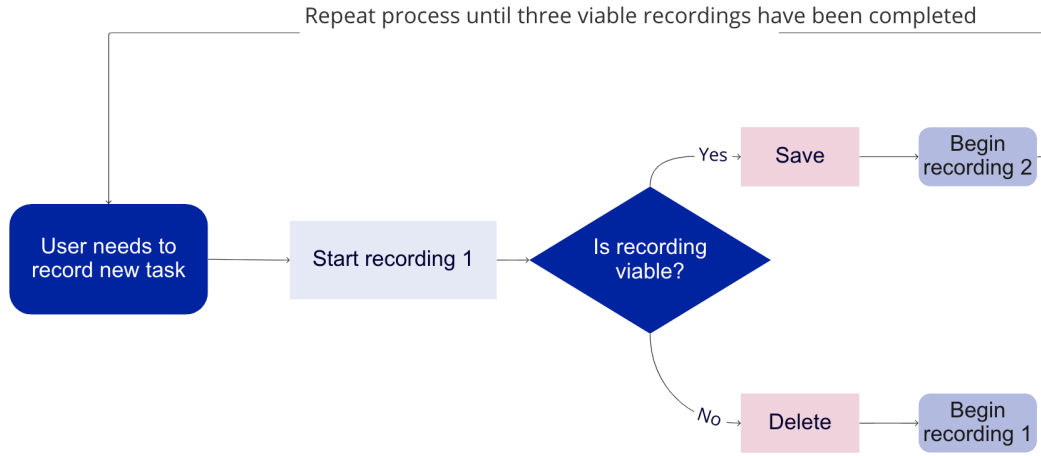 Repeat process until three viable recordings have been completed
User needs to
record new task
Start recording 1
Is recording
viable?
Yes
Save
Begin
recording 2
No
Delete
Begin
recording 1